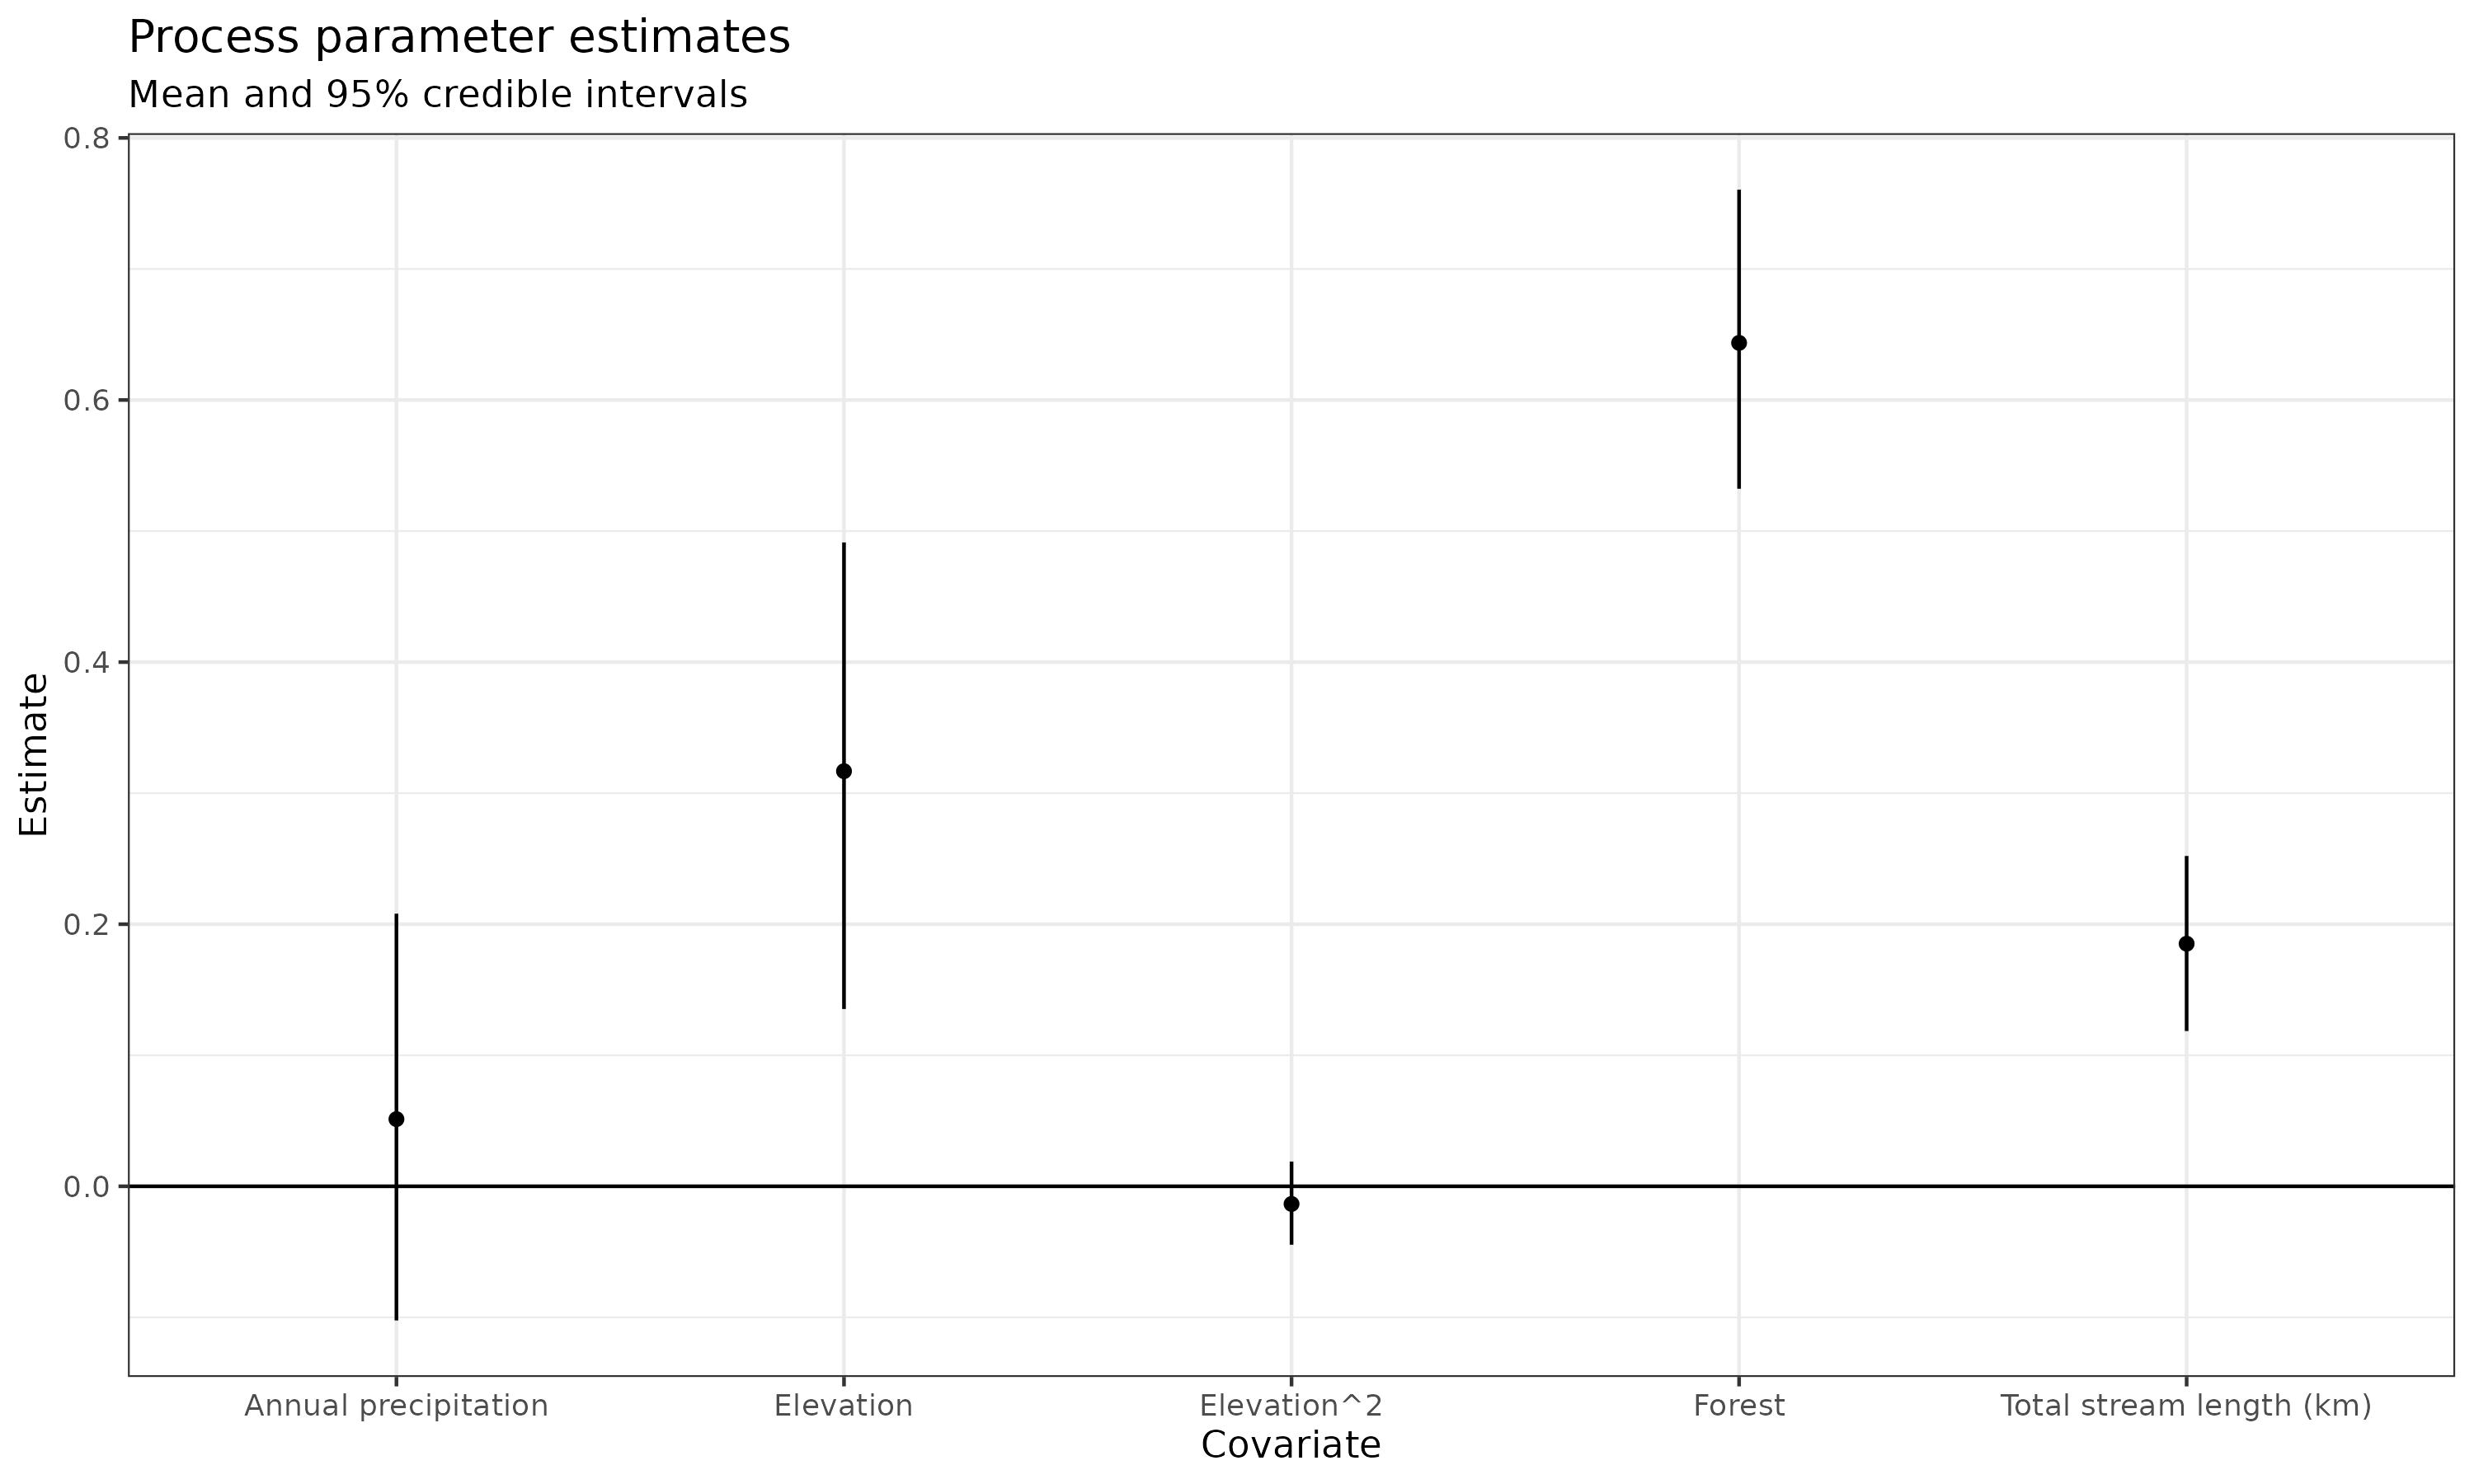 Process parameter estimates
Mean and 95% credible intervals
0.8
0.6
0.4
0.2
0.0
Estimate
Annual precipitation
Elevation
Elevation^2
Forest
Total stream length (km)
Covariate